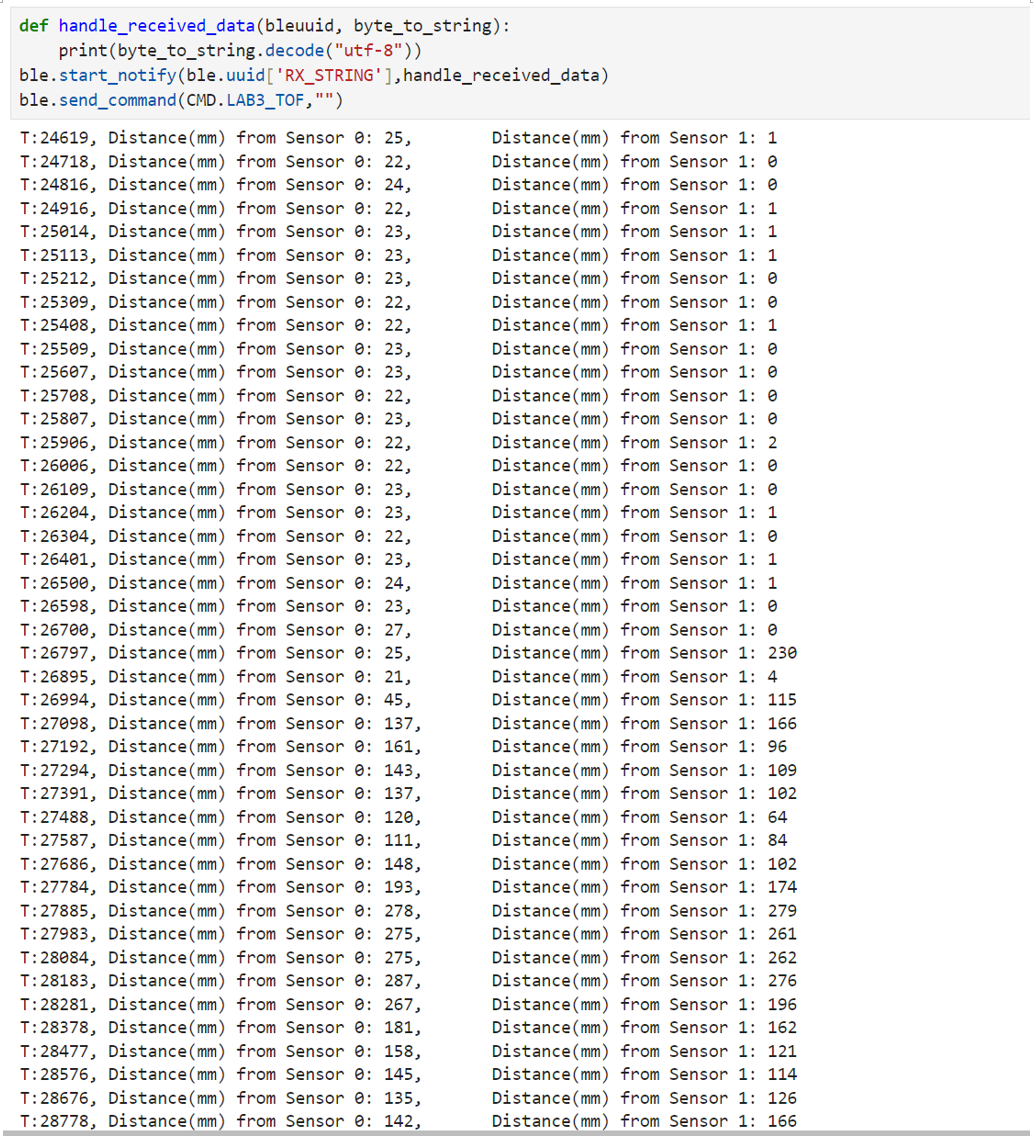 def handle_received_data(bleuuid, byte_to_string):
    print(byte_to_string.decode("utf-8"))
ble.start_notify(ble.uuid['RX_STRING'],handle_received_data)
ble.send_command(CMD.LAB3_TOF,"")
T:24619, Distance(mm) from Sensor 0: 25,	Distance(mm) from Sensor 1: 1
T:24718, Distance(mm) from Sensor 0: 22,	Distance(mm) from Sensor 1: 0
T:24816, Distance(mm) from Sensor 0: 24,	Distance(mm) from Sensor 1: 0
T:24916, Distance(mm) from Sensor 0: 22,	Distance(mm) from Sensor 1: 1
T:25014, Distance(mm) from Sensor 0: 23,	Distance(mm) from Sensor 1: 1
T:25113, Distance(mm) from Sensor 0: 23,	Distance(mm) from Sensor 1: 1
T:25212, Distance(mm) from Sensor 0: 23,	Distance(mm) from Sensor 1: 0
T:25309, Distance(mm) from Sensor 0: 22,	Distance(mm) from Sensor 1: 0
T:25408, Distance(mm) from Sensor 0: 22,	Distance(mm) from Sensor 1: 1
T:25509, Distance(mm) from Sensor 0: 23,	Distance(mm) from Sensor 1: 0
T:25607, Distance(mm) from Sensor 0: 23,	Distance(mm) from Sensor 1: 0
T:25708, Distance(mm) from Sensor 0: 22,	Distance(mm) from Sensor 1: 0
T:25807, Distance(mm) from Sensor 0: 23,	Distance(mm) from Sensor 1: 0
T:25906, Distance(mm) from Sensor 0: 22,	Distance(mm) from Sensor 1: 2
T:26006, Distance(mm) from Sensor 0: 22,	Distance(mm) from Sensor 1: 0
T:26109, Distance(mm) from Sensor 0: 23,	Distance(mm) from Sensor 1: 0
T:26204, Distance(mm) from Sensor 0: 23,	Distance(mm) from Sensor 1: 1
T:26304, Distance(mm) from Sensor 0: 22,	Distance(mm) from Sensor 1: 0
T:26401, Distance(mm) from Sensor 0: 23,	Distance(mm) from Sensor 1: 1
T:26500, Distance(mm) from Sensor 0: 24,	Distance(mm) from Sensor 1: 1
T:26598, Distance(mm) from Sensor 0: 23,	Distance(mm) from Sensor 1: 0
T:26700, Distance(mm) from Sensor 0: 27,	Distance(mm) from Sensor 1: 0
T:26797, Distance(mm) from Sensor 0: 25,	Distance(mm) from Sensor 1: 230
T:26895, Distance(mm) from Sensor 0: 21,	Distance(mm) from Sensor 1: 4
T:26994, Distance(mm) from Sensor 0: 45,	Distance(mm) from Sensor 1: 115
T:27098, Distance(mm) from Sensor 0: 137,	Distance(mm) from Sensor 1: 166
T:27192, Distance(mm) from Sensor 0: 161,	Distance(mm) from Sensor 1: 96
T:27294, Distance(mm) from Sensor 0: 143,	Distance(mm) from Sensor 1: 109
T:27391, Distance(mm) from Sensor 0: 137,	Distance(mm) from Sensor 1: 102
T:27488, Distance(mm) from Sensor 0: 120,	Distance(mm) from Sensor 1: 64
T:27587, Distance(mm) from Sensor 0: 111,	Distance(mm) from Sensor 1: 84
T:27686, Distance(mm) from Sensor 0: 148,	Distance(mm) from Sensor 1: 102
T:27784, Distance(mm) from Sensor 0: 193,	Distance(mm) from Sensor 1: 174
T:27885, Distance(mm) from Sensor 0: 278,	Distance(mm) from Sensor 1: 279
T:27983, Distance(mm) from Sensor 0: 275,	Distance(mm) from Sensor 1: 261
T:28084, Distance(mm) from Sensor 0: 275,	Distance(mm) from Sensor 1: 262
T:28183, Distance(mm) from Sensor 0: 287,	Distance(mm) from Sensor 1: 276
T:28281, Distance(mm) from Sensor 0: 267,	Distance(mm) from Sensor 1: 196
T:28378, Distance(mm) from Sensor 0: 181,	Distance(mm) from Sensor 1: 162
T:28477, Distance(mm) from Sensor 0: 158,	Distance(mm) from Sensor 1: 121
T:28576, Distance(mm) from Sensor 0: 145,	Distance(mm) from Sensor 1: 114
T:28676, Distance(mm) from Sensor 0: 135,	Distance(mm) from Sensor 1: 126
T:28778, Distance(mm) from Sensor 0: 142,	Distance(mm) from Sensor 1: 166